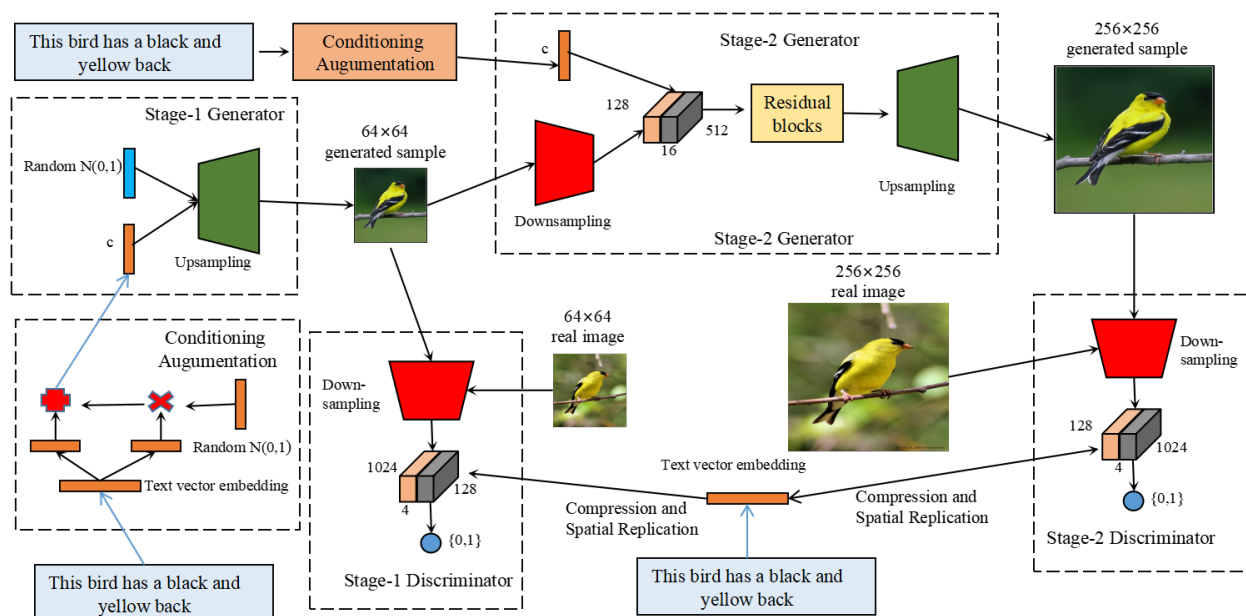 This bird has a black and
yellow back
Conditioning
Augumentation
Stage-2 Generator
c
128
512
16
Residual
blocks
Downsampling
Upsampling
Stage-2 Generator
256×256
generated sample
Stage-1 Generator
Random N(0,1)
c
Upsampling
64×64
generated sample
Conditioning
Augumentation
Random N(0,1)
Text vector embedding
This bird has a black and
yellow back
64×64
real image
Down-
sampling
1024
128
4
{0,1}
Stage-1 Discriminator
256×256
real image
Text vector embedding
Compression and
Spatial Replication
Compression and
Spatial Replication
This bird has a black and
yellow back
Down-
sampling
128
1024
4
{0,1}
Stage-2 Discriminator